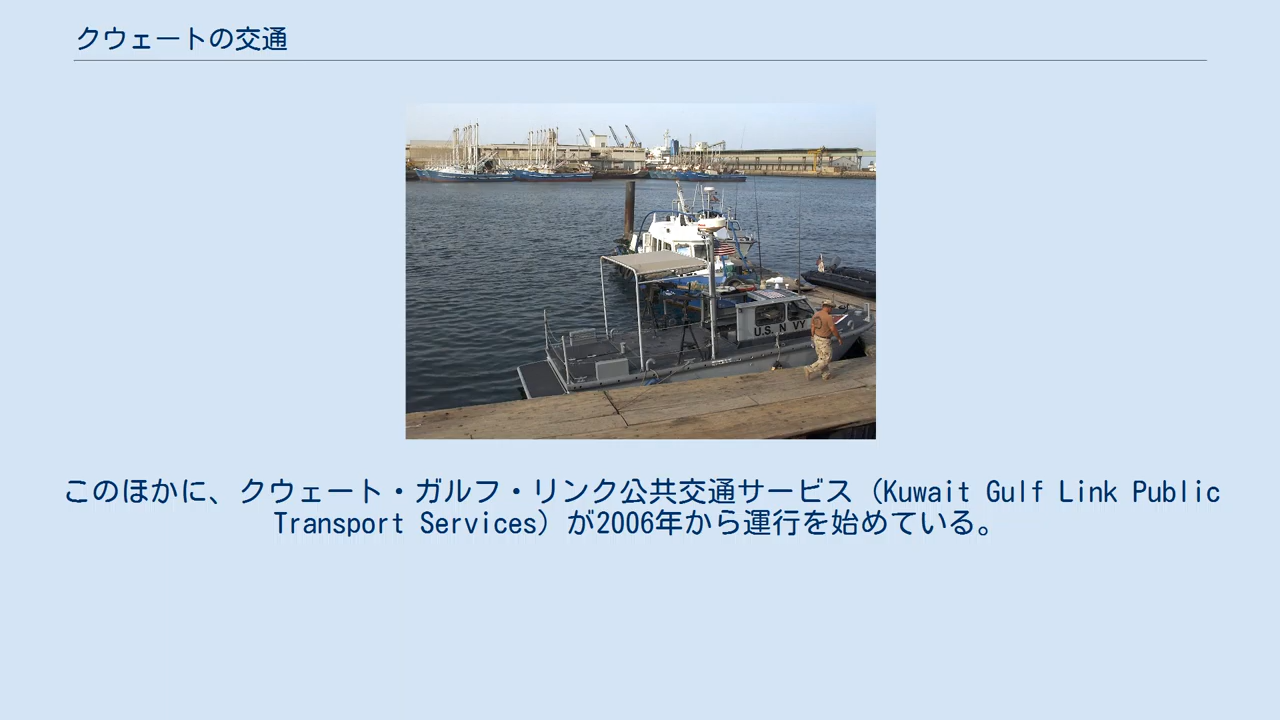 クウェートの交通
U.S. N VY
このほかに、クウェート・ガルフ・リンク公共交通サービス（Kuwait Gulf Link Public
Transport Services）が2006年から運行を始めている。